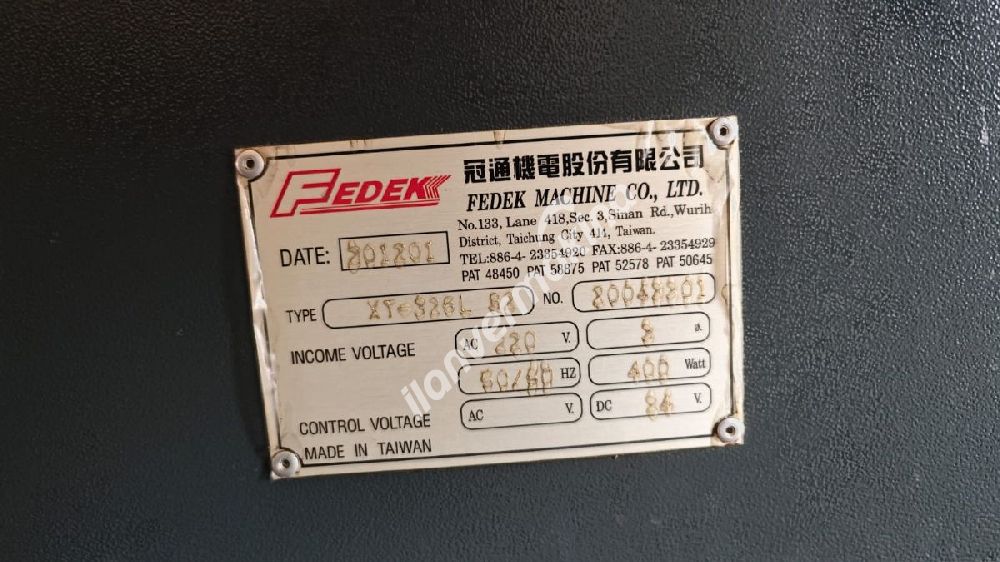 FEDEK
冠通機電股份有限公司
FEDEK MACHINE CO., LTD.
No.133, Lane 418,Sec. 3,Sinan Rd.,Wurih
District, Taichung City 414, Taiwan.
TEL:886-4- 23354920 FAX:886-4- 23354929
PAT 48450 PAT 58875 PAT 52578 PAT 50645
DATE: 201201
TYPE NO.
INCOME VOLTAGE AC 220 V. ø.
HZ 400 Watt
CONTROL VOLTAGE AC V. DC V.
MADE IN TAIWAN